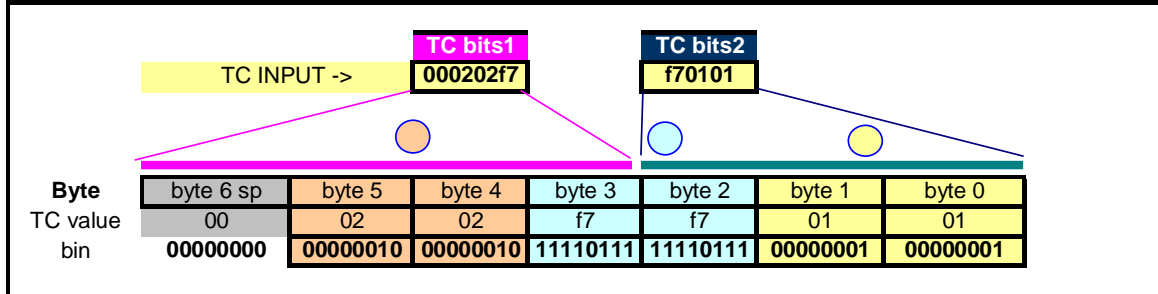 TC bits1 TC bits2
TC INPUT -> 000202f7 f70101
Byte byte 6 sp byte 5 byte 4 byte 3 byte 2 byte 1 byte 0
TC value 00 02 02 f7 f7 01 01
bin 00000000 00000010 00000010 11110111 11110111 00000001 00000001